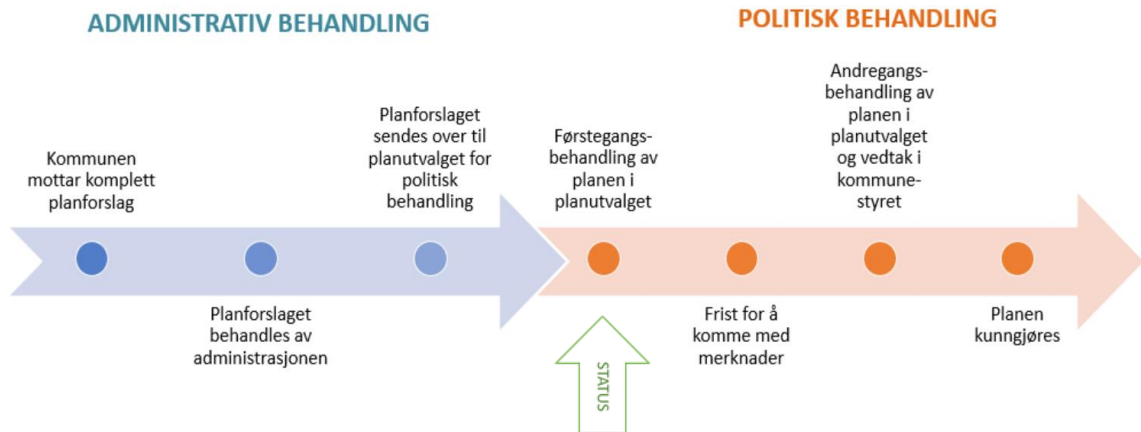 ADMINISTRATIV BEHANDLING
POLITISK BEHANDLING
Kommunen
mottar komplett
planforslag
Planforslaget
behandles av
administrasjonen
Planforslaget
sendes over til
planutvalget for
politisk
behandling
Førstegangs-
behandling av
planen i
planutvalget
Frist for å
komme med
merknader
Andregangs-
behandling av
planen i
planutvalget
og vedtak i
kommune-
styret
Planen
kunngjøres
STATUS